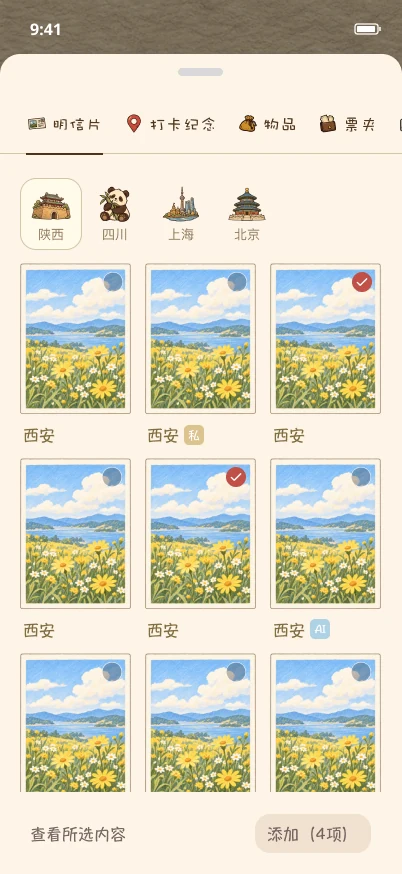 9:41
明信片 打卡纪念 物品 票夹
陕西 四川 上海 北京
西安 西安 私 西安
西安 西安 西安 AI
查看所选内容 添加（4项）